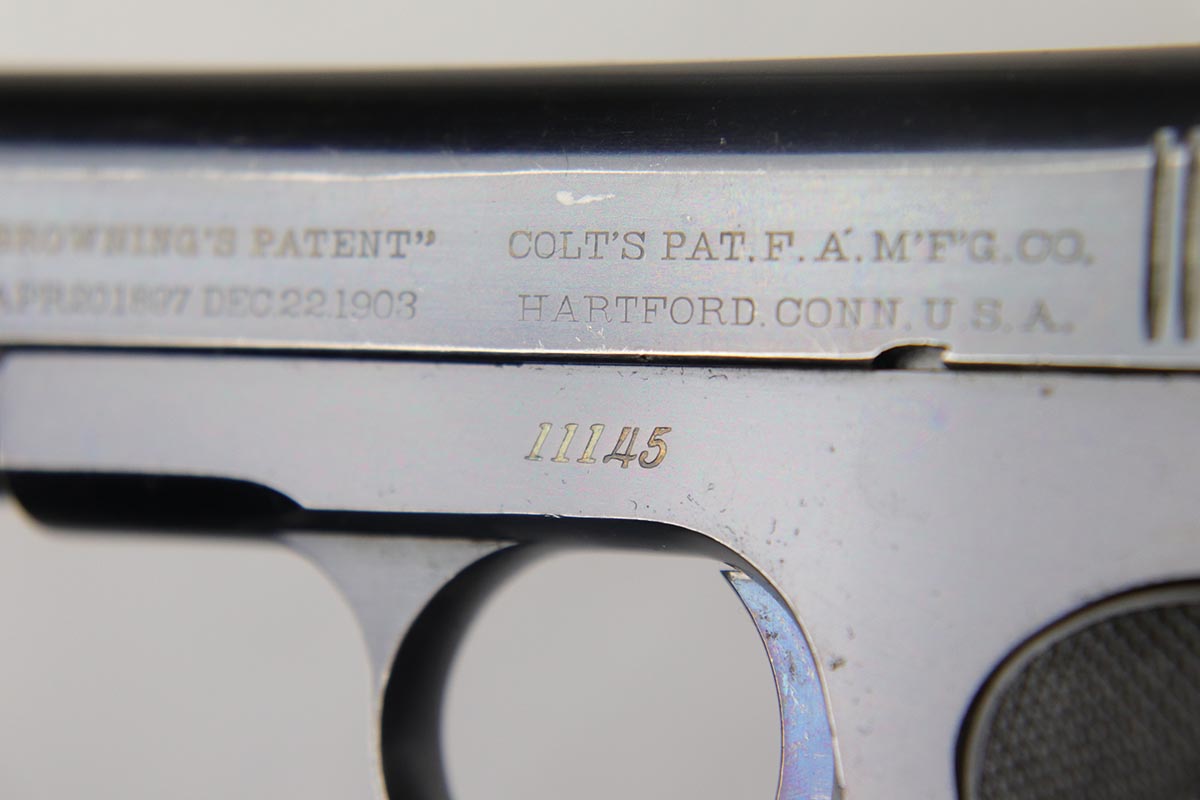 BROWNING'S PATENT"
APR.20.1897 DEC.22.1903
COLT'S PAT.F.A.M'F'G.CO.
HARTFORD.CONN.U.S.A.
11145